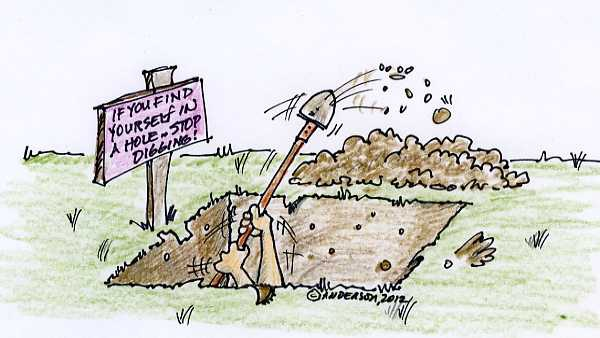 IF YOU FIND
YOURSELF IN
A HOLE - STOP
DIGGING!
©ANDERSON, 2012